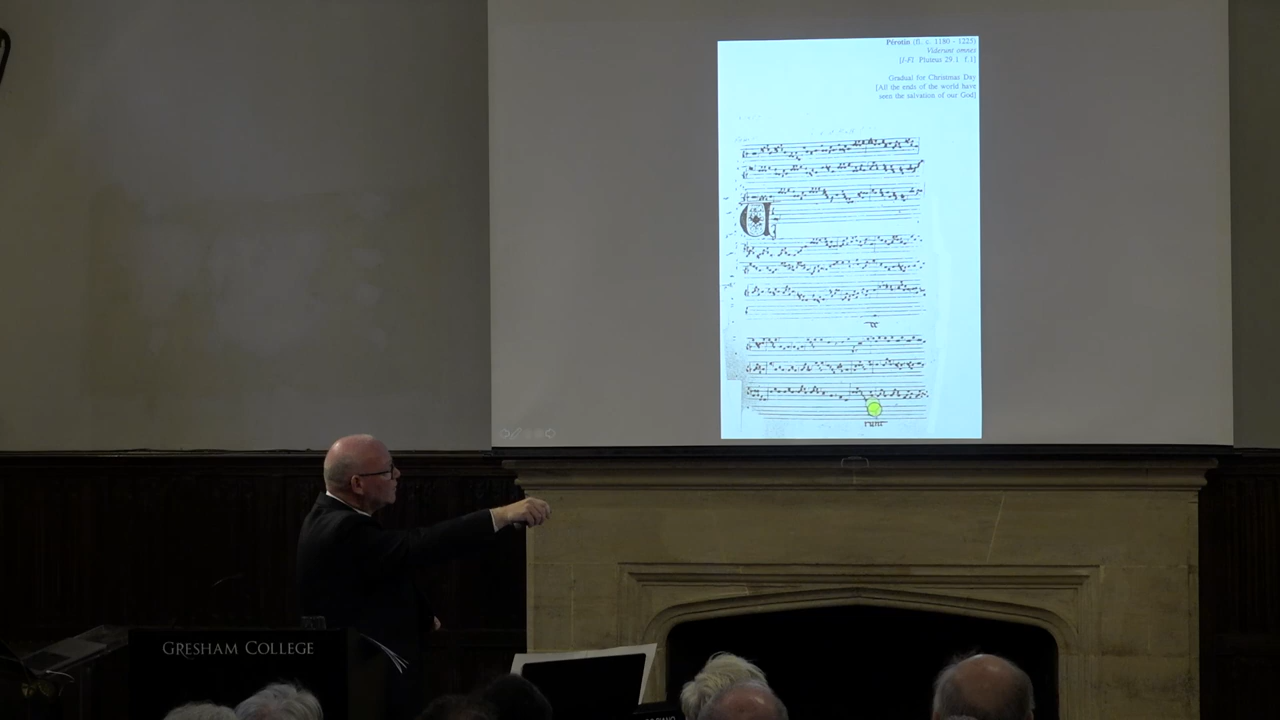 Pérotin (fl. c. 1180 - 1225)
Viderunt omnes
[I-Fl Pluteus 29.1 f.1]
Gradual for Christmas Day
[All the ends of the world have
seen the salvation of our God]
V
runt
GRESHAM COLLEGE